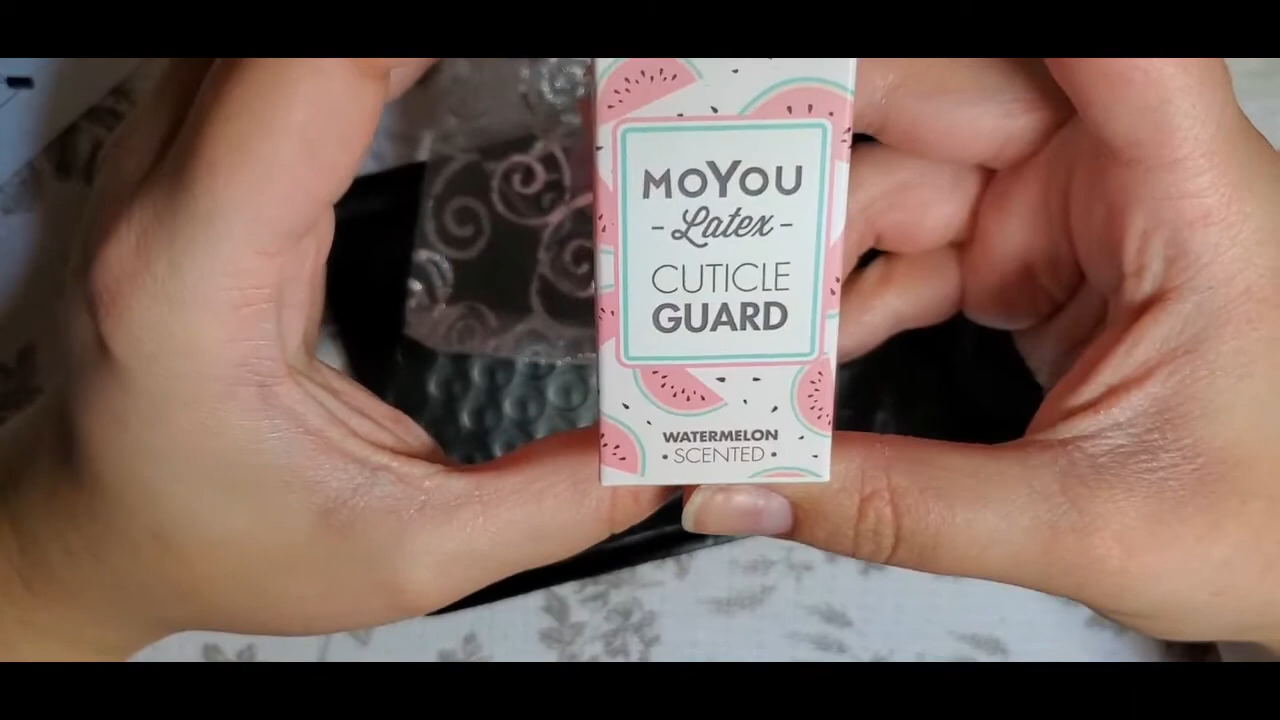 MoYou
-Latex-
CUTICLE
GUARD
WATERMELON
• SCENTED •